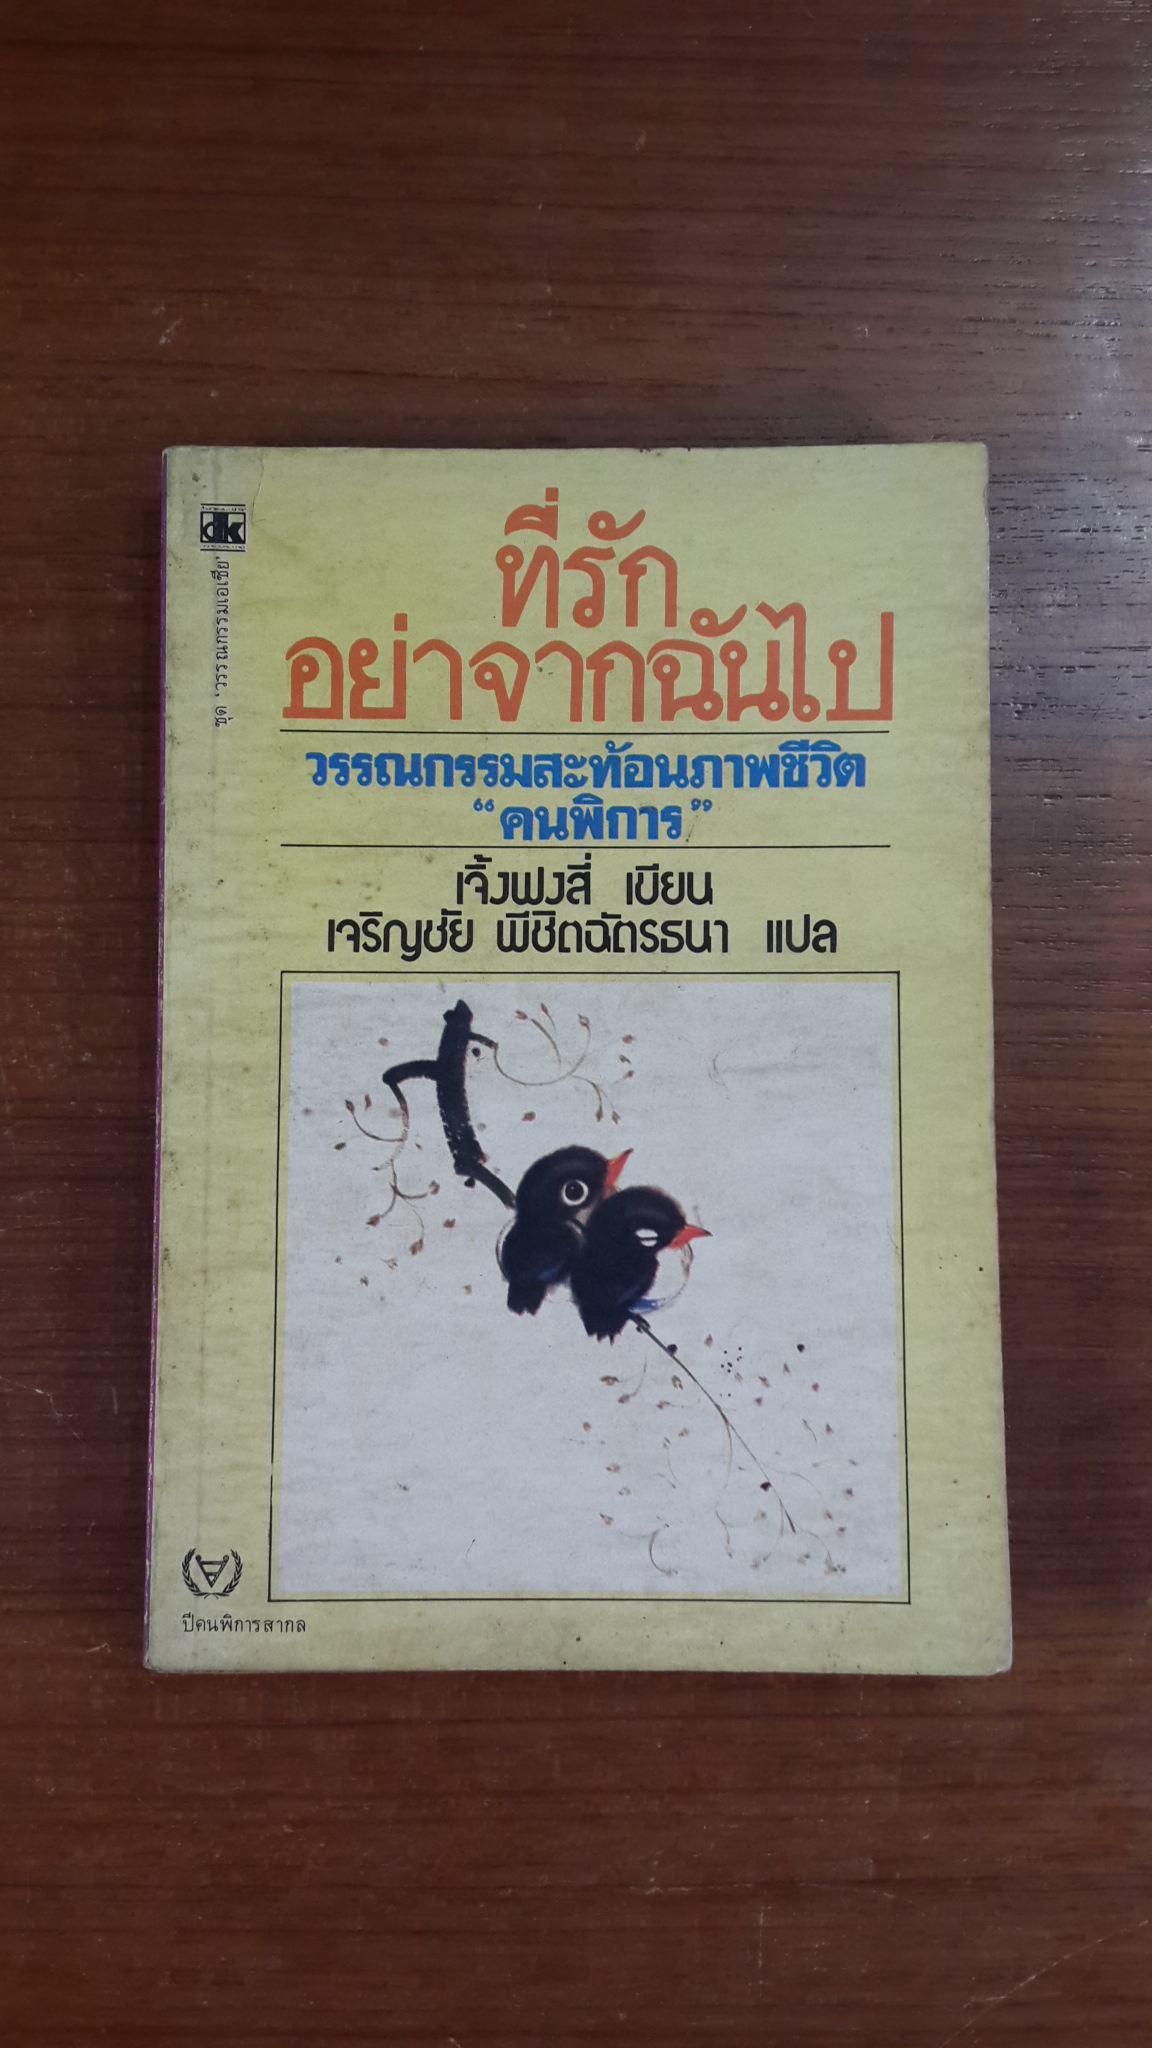 dk
ชุด 'วรรณกรรมเอเซีย'
ที่รัก
อย่าจากฉันไป
วรรณกรรมสะท้อนภาพชีวิต
“คนพิการ”
เจิ้งฟงสี่ เขียน
เจริญชัย พีชิตฉัตรธนา แปล
ปีคนพิการสากล